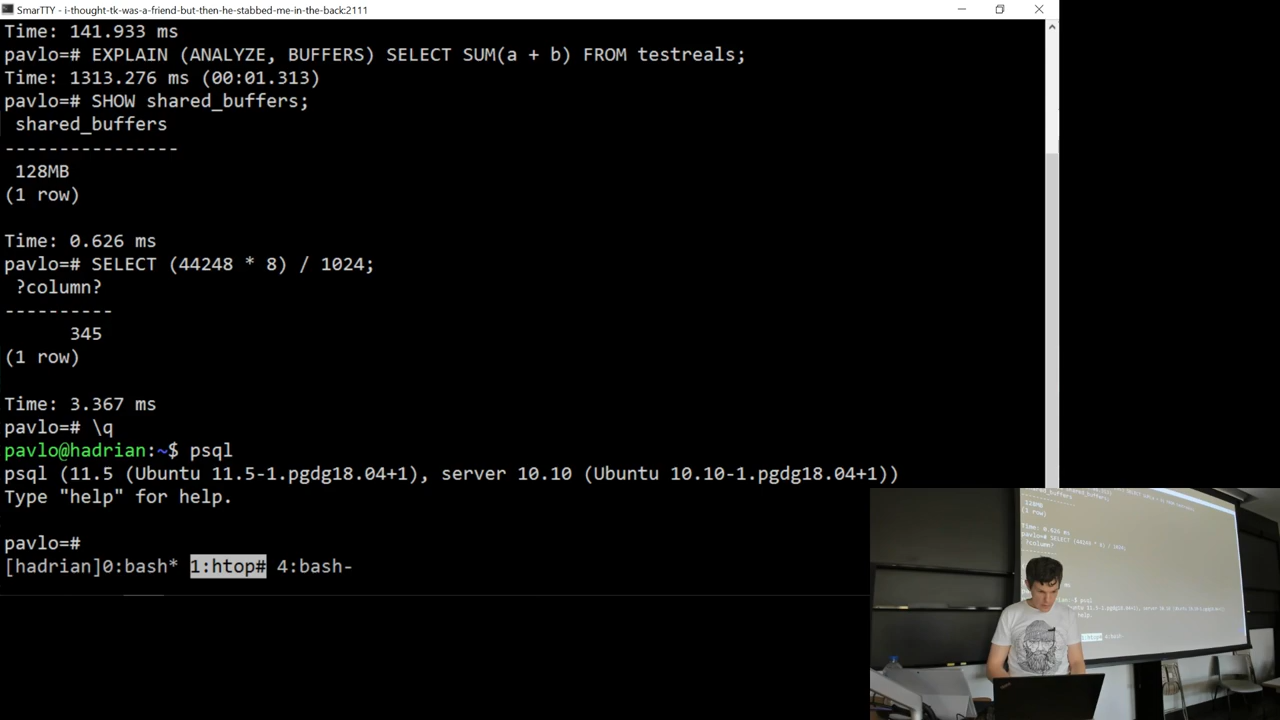 SmarTTY - i-thought-tk-was-a-friend-but-then-he-stabbed-me-in-the-back:2111
Time: 141.933 ms
pavlo=# EXPLAIN (ANALYZE, BUFFERS) SELECT SUM(a + b) FROM testreals;
Time: 1313.276 ms (00:01.313)
pavlo=# SHOW shared_buffers;
shared_buffers
----------------
128MB
(1 row)
Time: 0.626 ms
pavlo=# SELECT (44248 * 8) / 1024;
?column?
----------
345
(1 row)
Time: 3.367 ms
pavlo=# \q
pavlo@hadrian:~$ psql
psql (11.5 (Ubuntu 11.5-1.pgdg18.04+1), server 10.10 (Ubuntu 10.10-1.pgdg18.04+1))
Type "help" for help.
pavlo=#
[hadrian]0:bash* 1:htop# 4:bash-